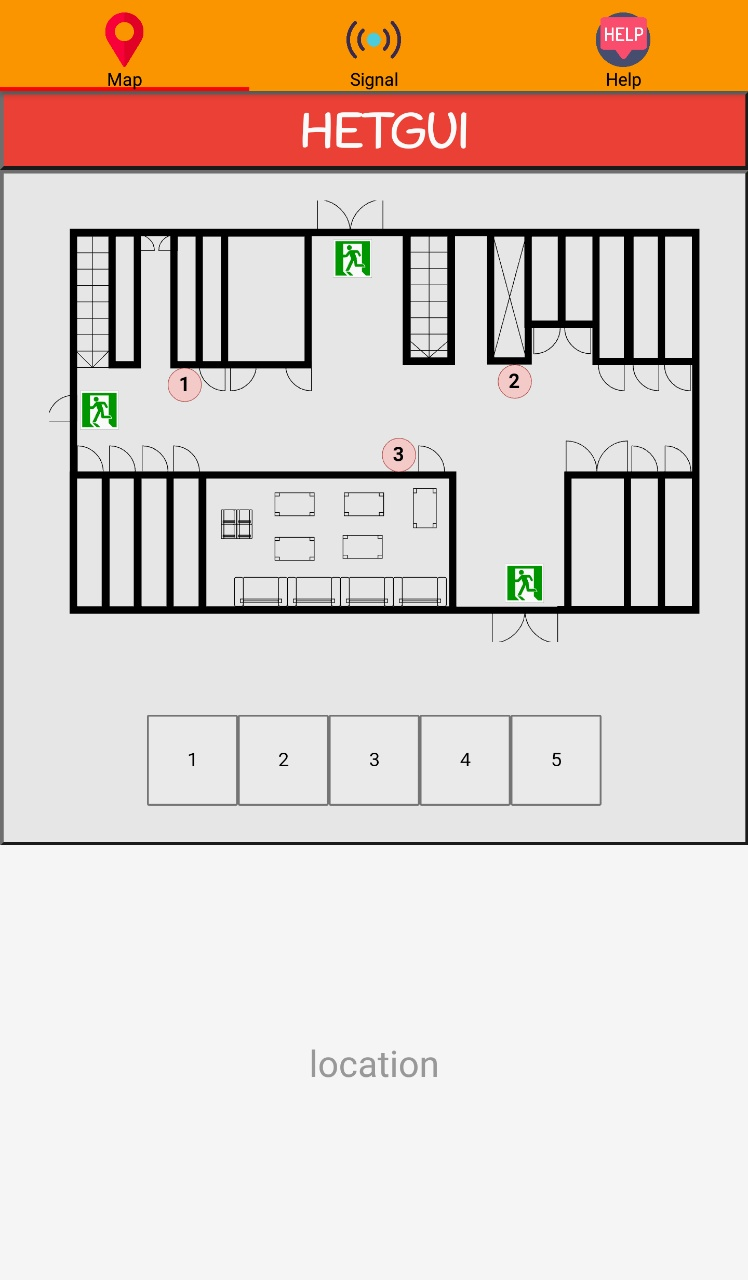 HELP
Map Signal Help
HETGUI
1
2
3
1 2 3 4 5
location